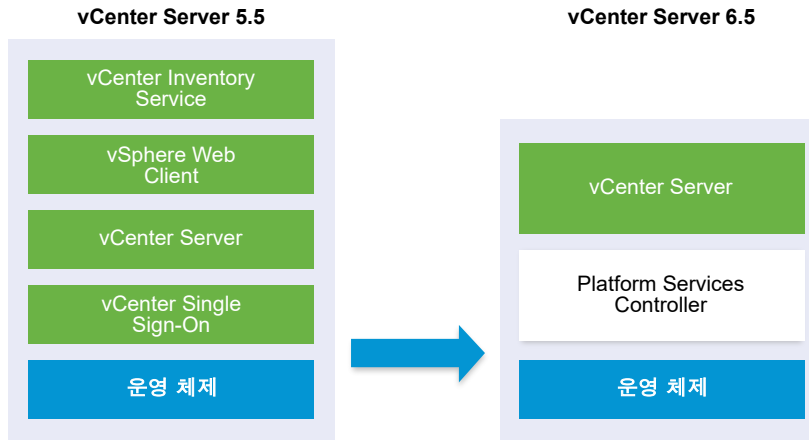 vCenter Server 5.5
vCenter Inventory
Service
vSphere Web
Client
vCenter Server
vCenter Single
Sign-On
운영 체제
vCenter Server 6.5
vCenter Server
Platform Services
Controller
운영 체제